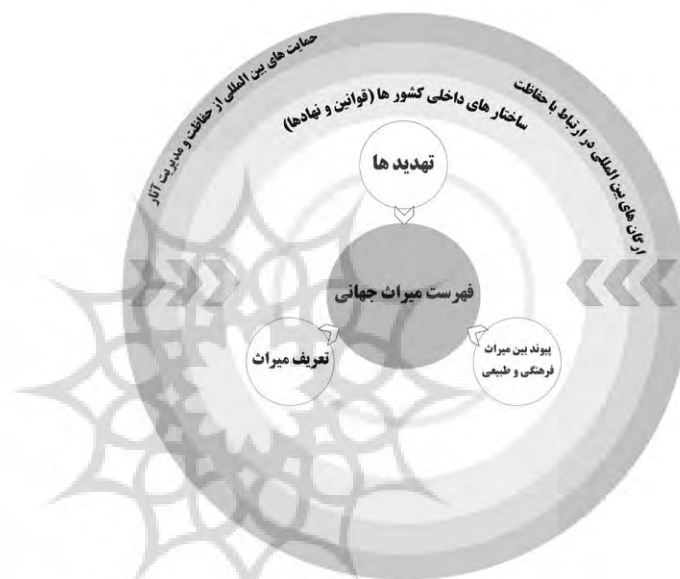 حمایت های بین المللی از حفاظت و مدیریت آثار
ارگان های بین المللی در ارتباط با حفاظت
ساختار های داخلی کشور ها (قوانین و نهادها)
تهدید ها
فهرست میراث جهانی
تعریف میراث
پیوند بین میراث
فرهنگی و طبیعی